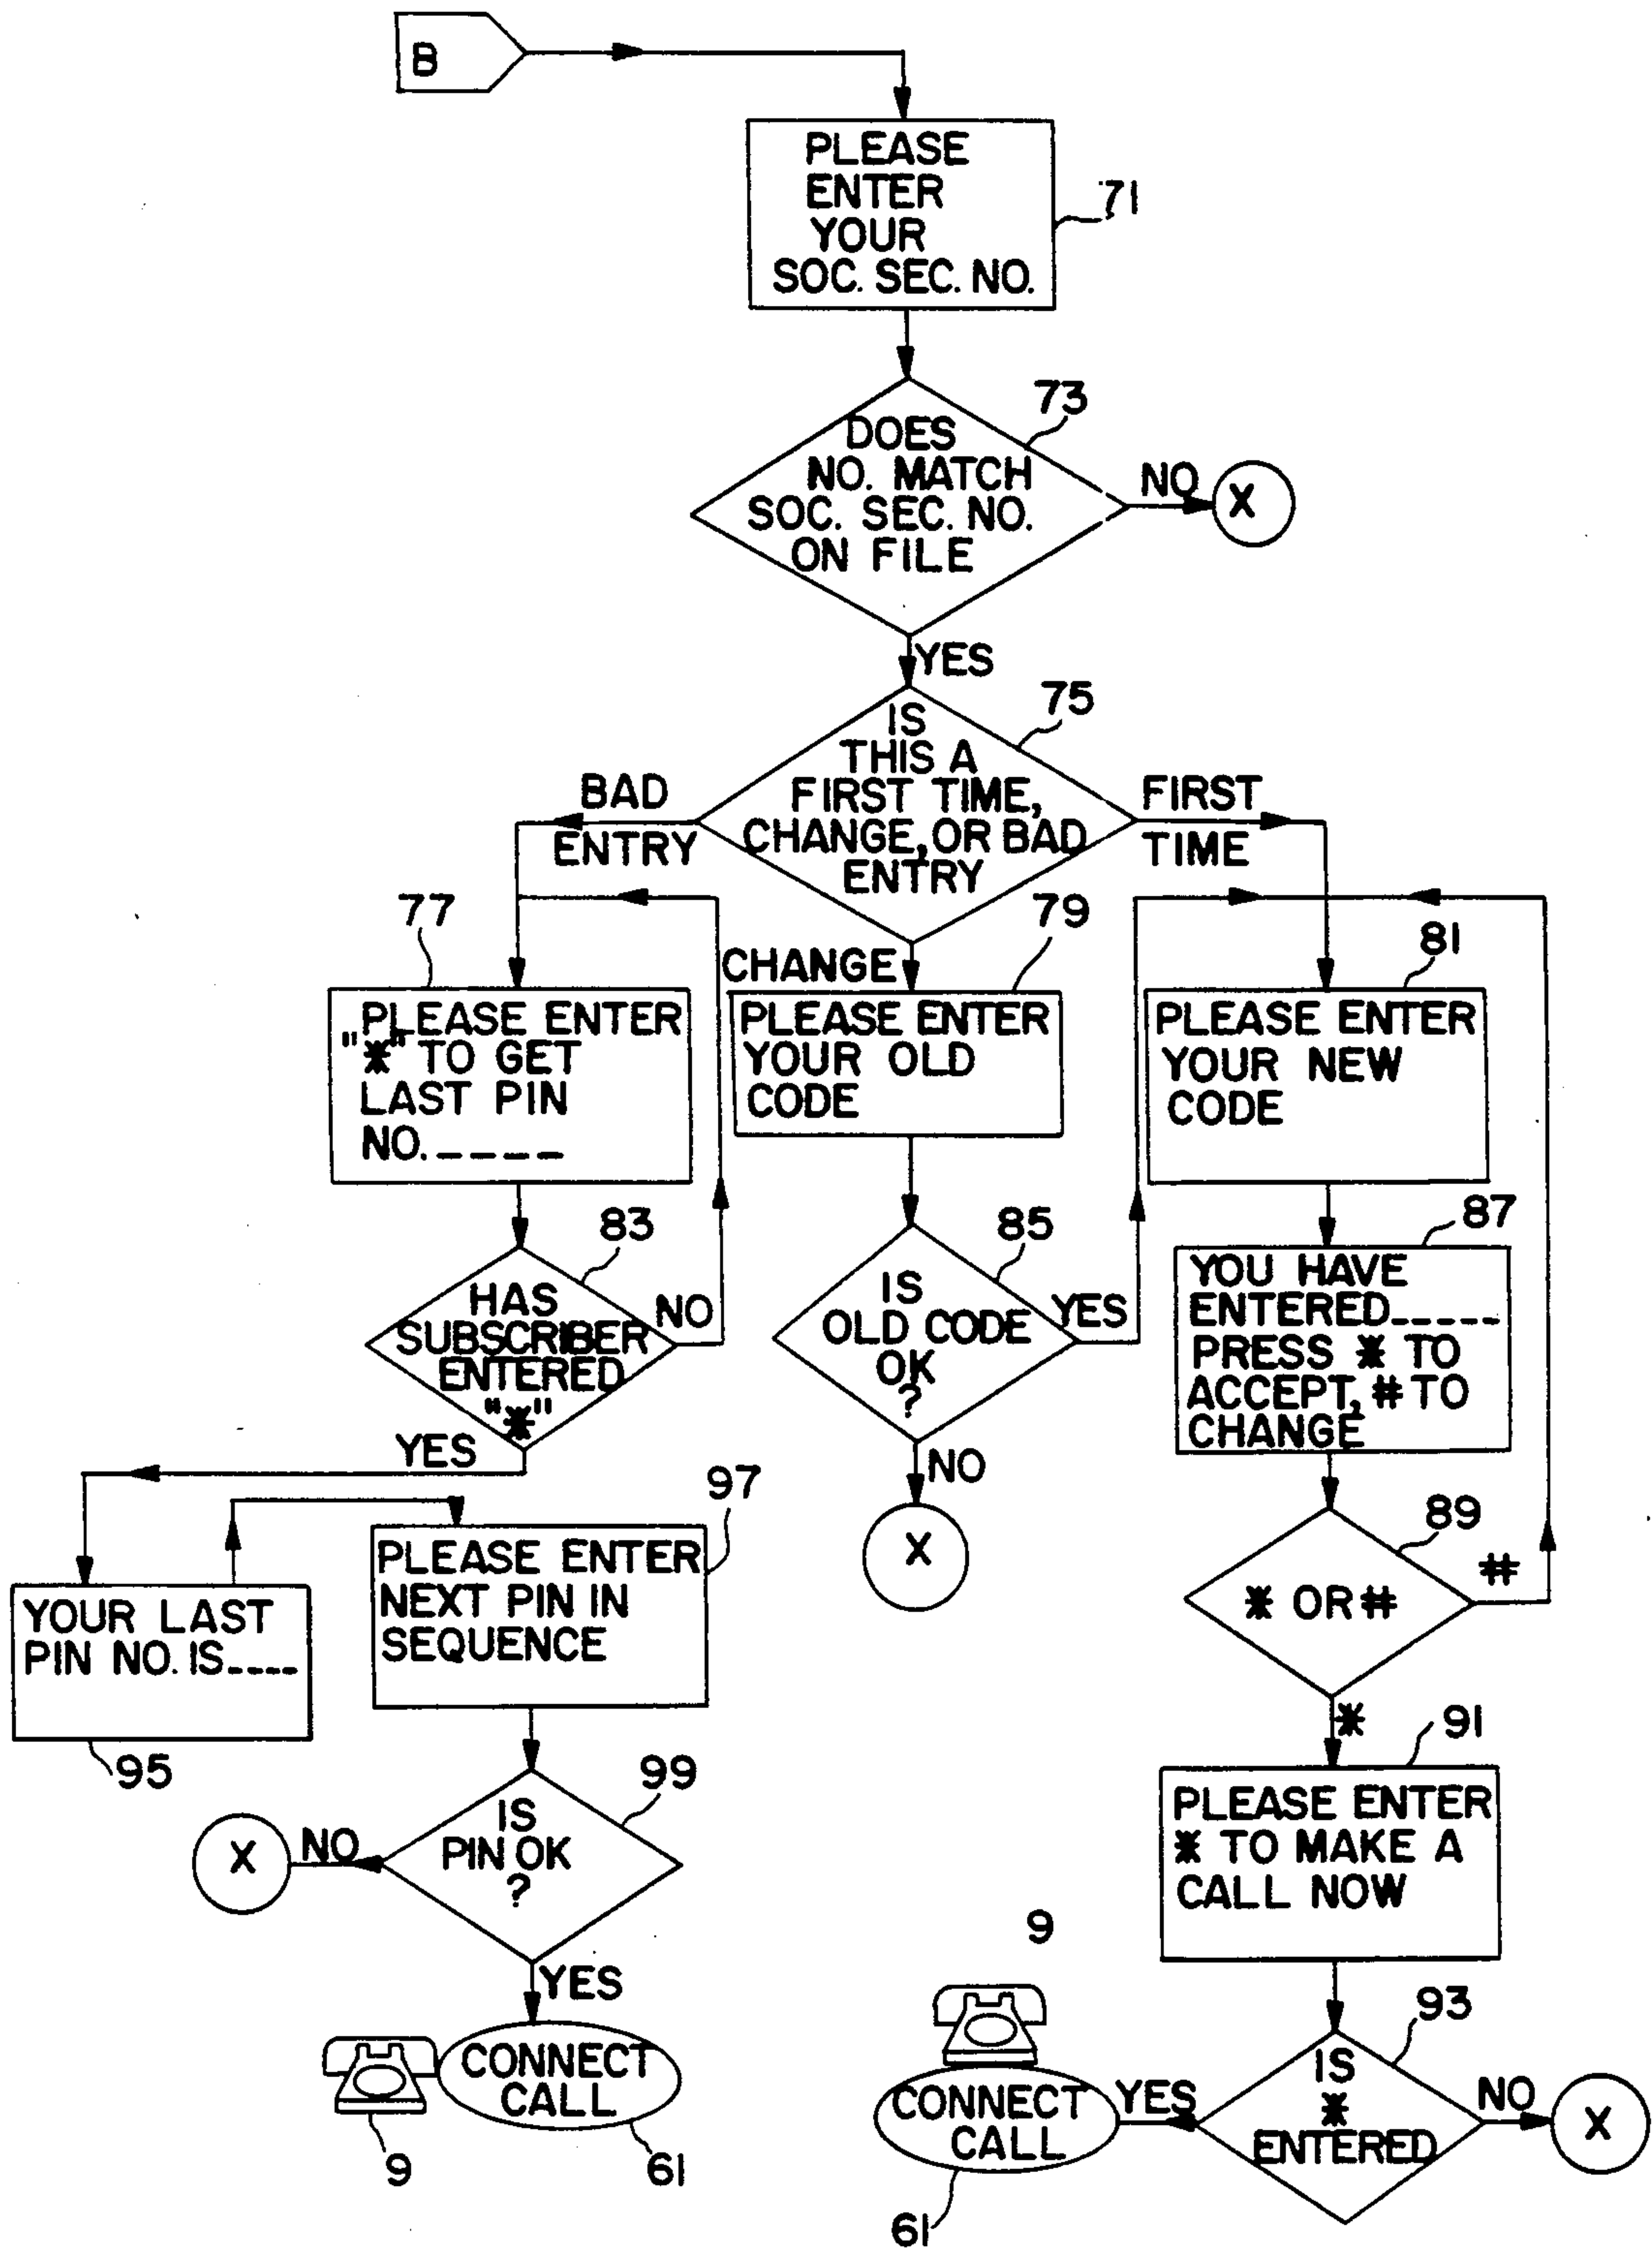 B
PLEASE
ENTER
YOUR
SOC. SEC. NO.
71
DOES
NO. MATCH
SOC. SEC. NO.
ON FILE
73
NO
X
YES
IS
THIS A
FIRST TIME,
CHANGE, OR BAD
ENTRY
75
BAD
ENTRY
FIRST
TIME
CHANGE
77
PLEASE ENTER
"*" TO GET
LAST PIN
NO. _ _ _ _
79
PLEASE ENTER
YOUR OLD
CODE
81
PLEASE ENTER
YOUR NEW
CODE
83
HAS
SUBSCRIBER
ENTERED
"*"
NO
YES
85
IS
OLD CODE
OK
?
YES
NO
X
87
YOU HAVE
ENTERED_____
PRESS * TO
ACCEPT, # TO
CHANGE
89
* OR #
#
*
95
YOUR LAST
PIN NO. IS____
97
PLEASE ENTER
NEXT PIN IN
SEQUENCE
99
IS
PIN OK
?
NO
X
YES
CONNECT
CALL
9
61
91
PLEASE ENTER
* TO MAKE A
CALL NOW
93
IS
*
ENTERED
NO
X
YES
9
CONNECT
CALL
61